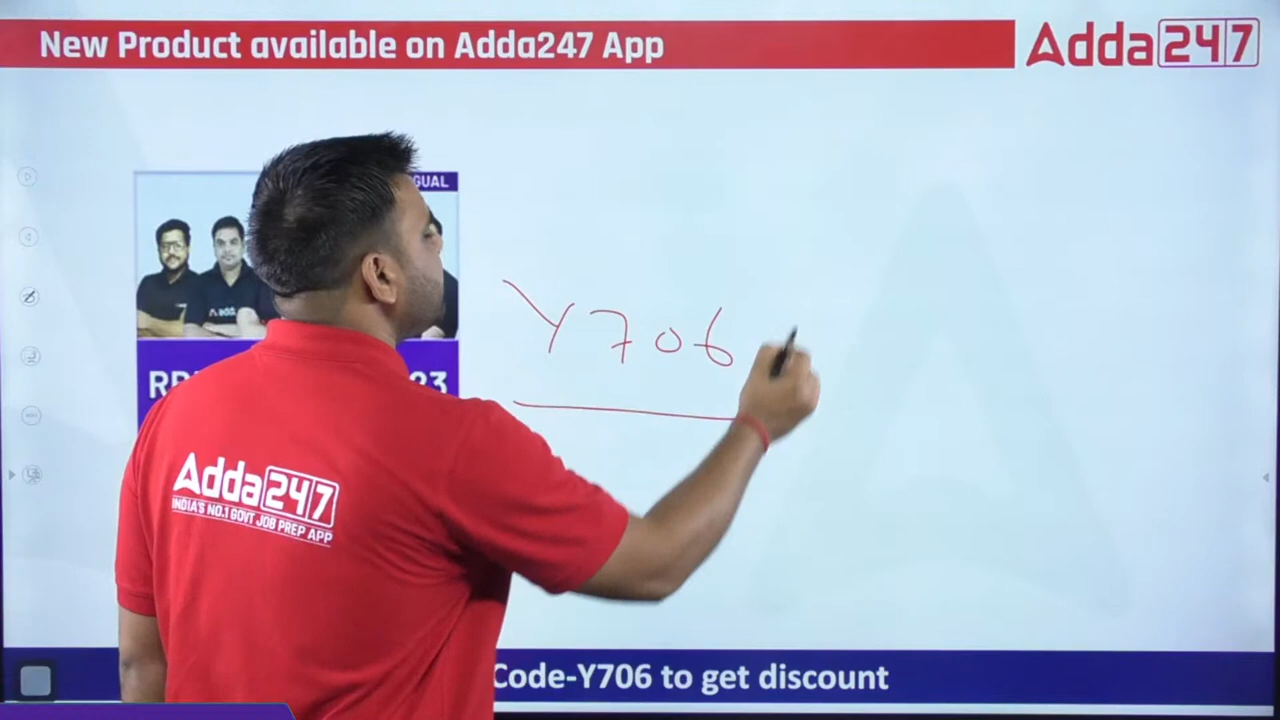 New Product available on Adda247 App
Adda247
GUAL
Y706
23
Adda247
INDIA'S NO.1 GOVT JOB PREP APP
Code-Y706 to get discount